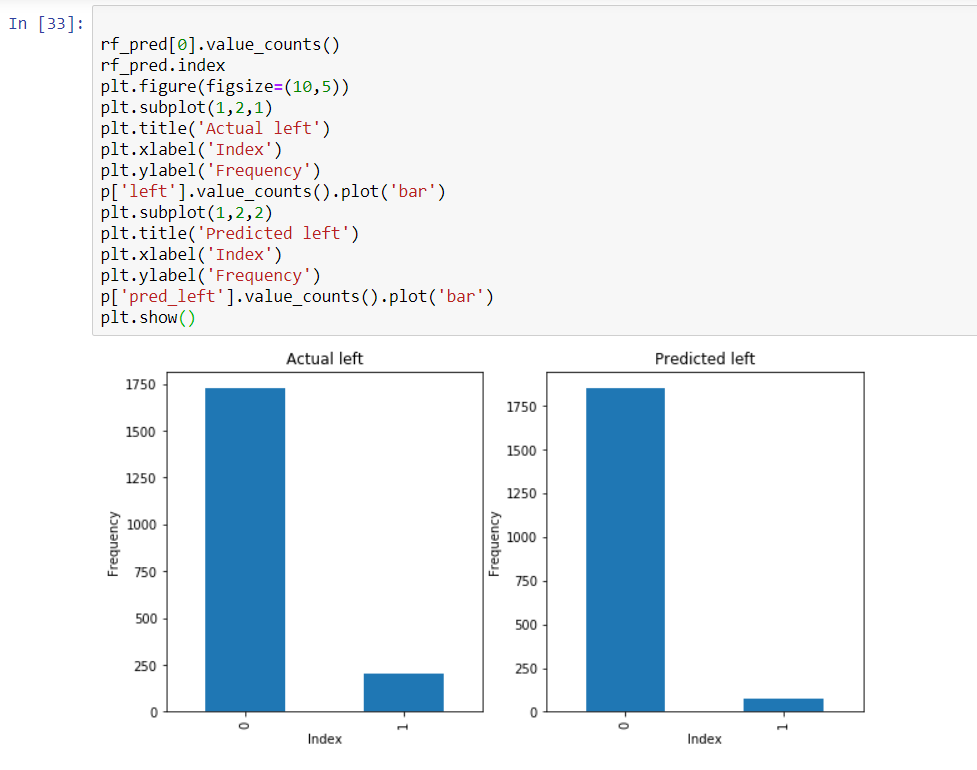 In [33]:
rf_pred[0].value_counts()
rf_pred.index
plt.figure(figsize=(10,5))
plt.subplot(1,2,1)
plt.title('Actual left')
plt.xlabel('Index')
plt.ylabel('Frequency')
p['left'].value_counts().plot('bar')
plt.subplot(1,2,2)
plt.title('Predicted left')
plt.xlabel('Index')
plt.ylabel('Frequency')
p['pred_left'].value_counts().plot('bar')
plt.show()
Actual left
1750
1500
1250
1000
750
500
250
0
Frequency
0 1
Index
Predicted left
1750
1500
1250
1000
750
500
250
0
Frequency
0 1
Index